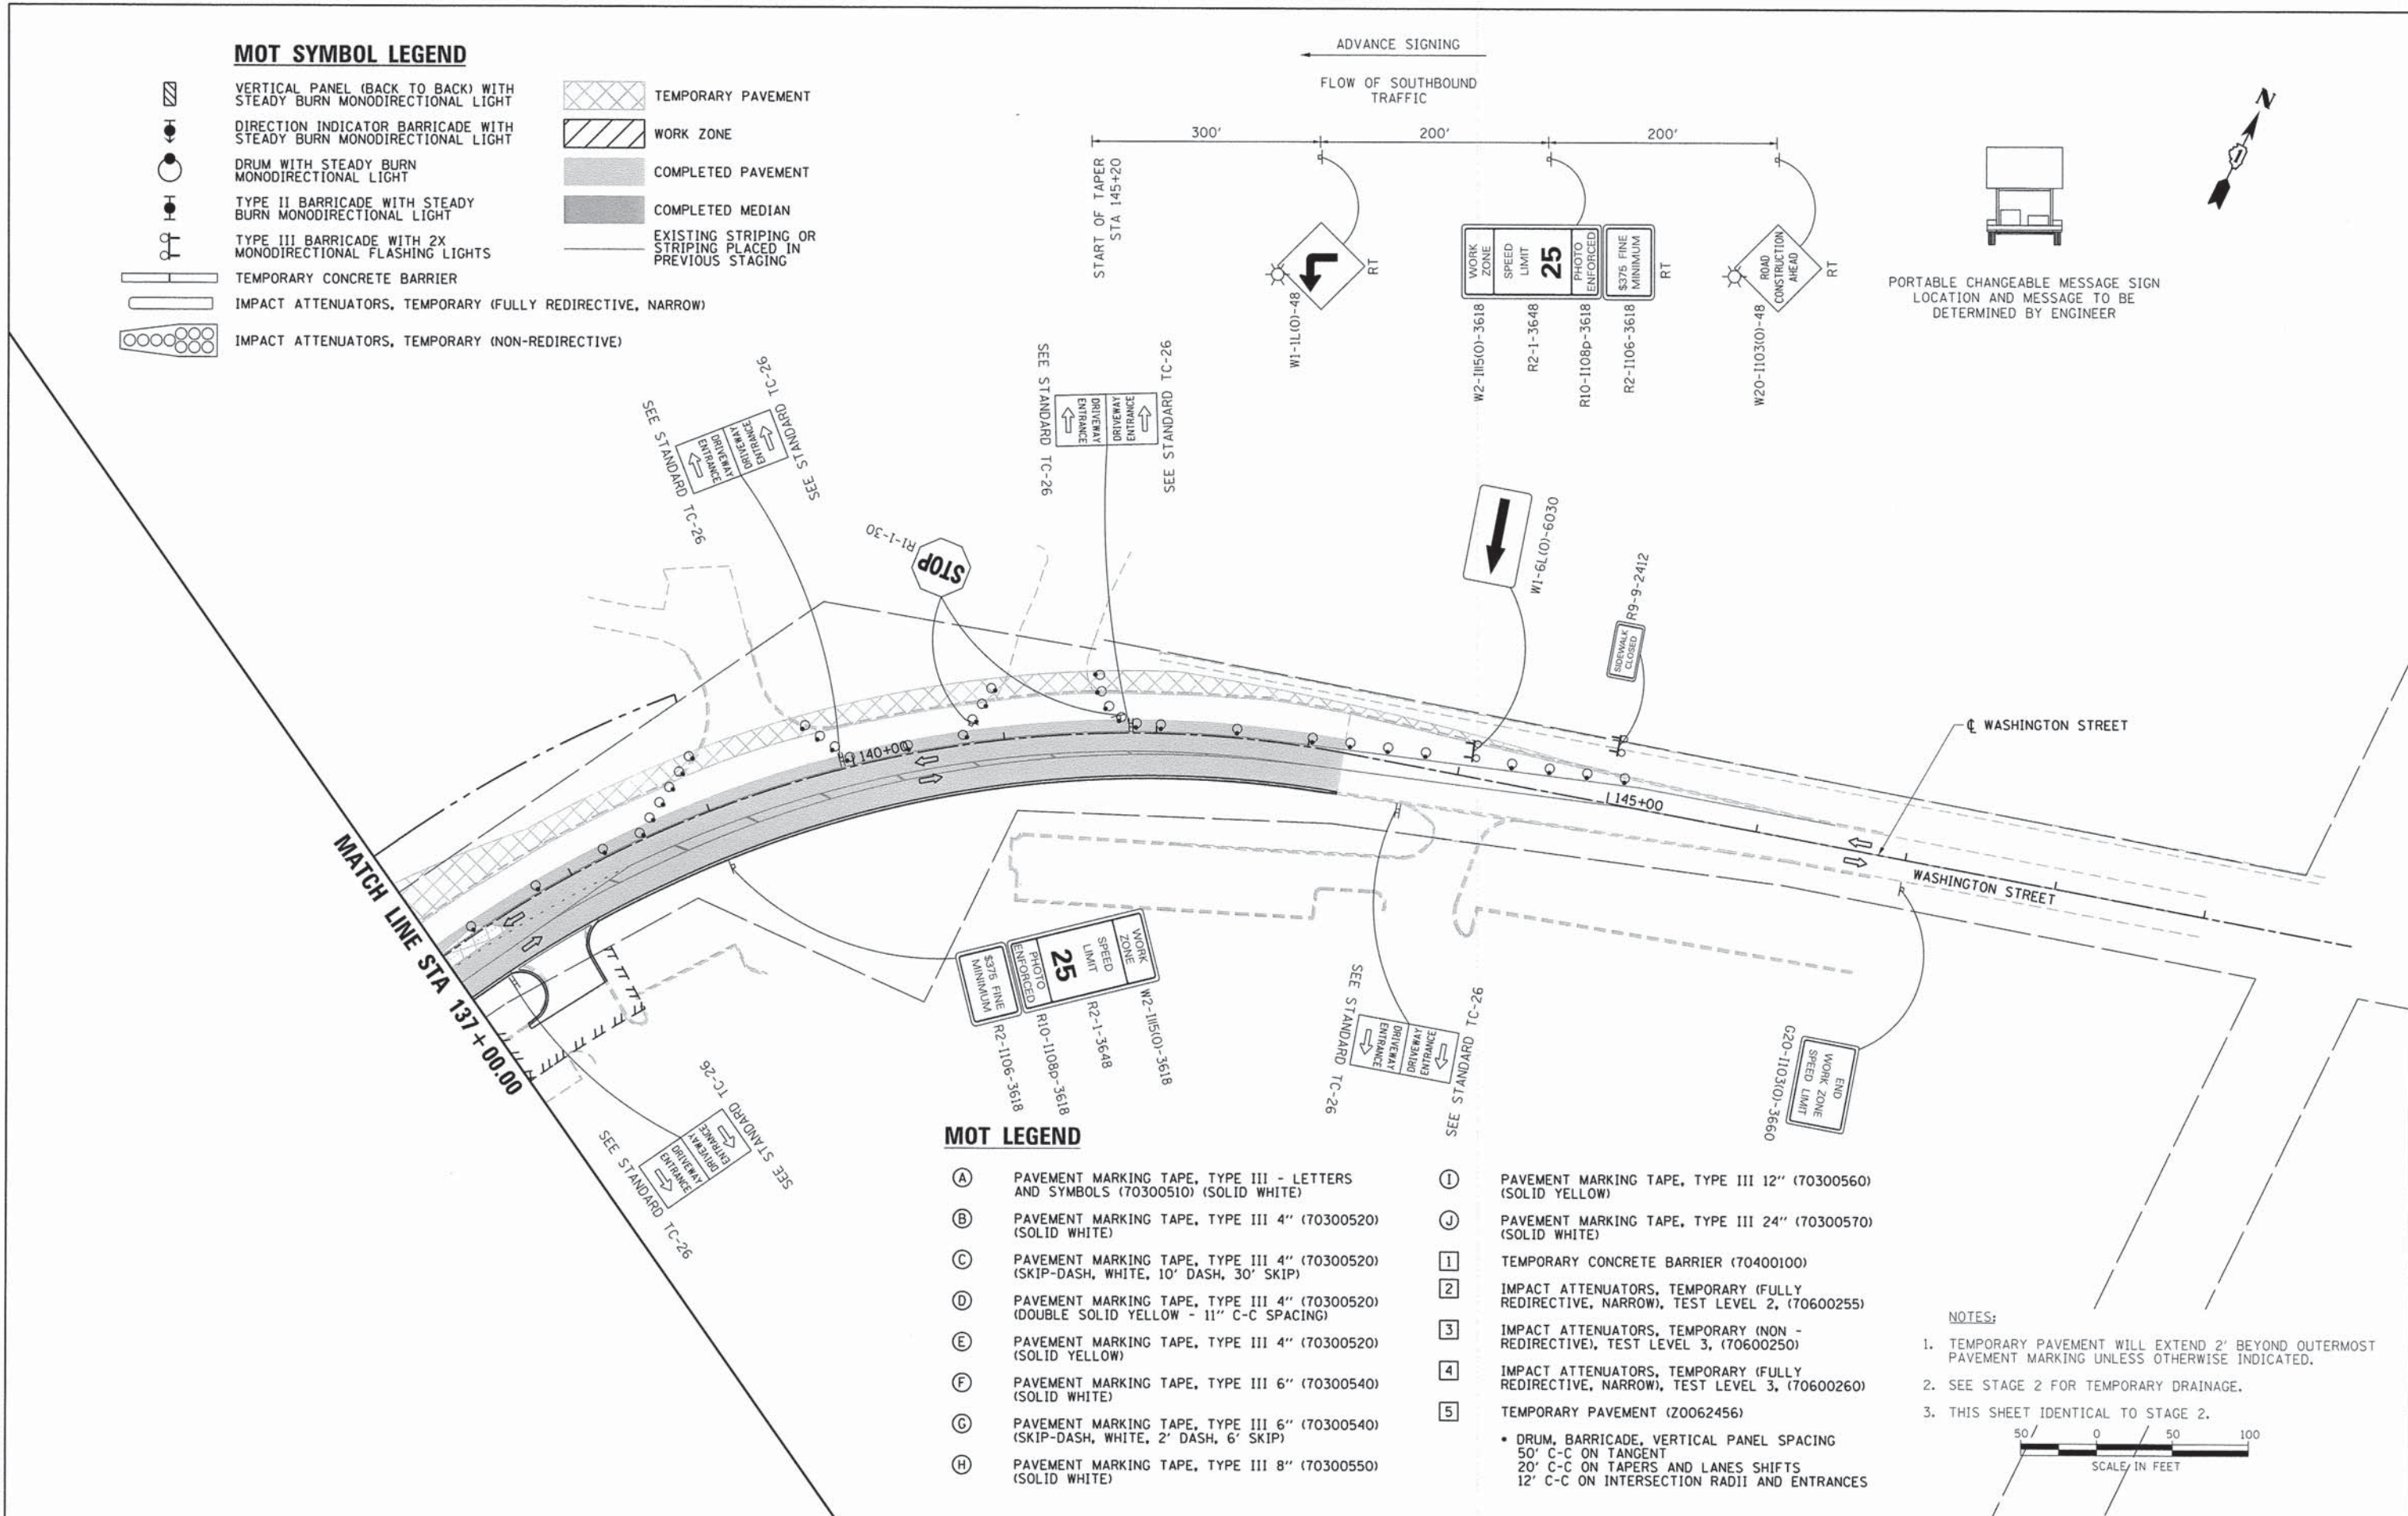 MOT SYMBOL LEGEND
VERTICAL PANEL (BACK TO BACK) WITH
STEADY BURN MONODIRECTIONAL LIGHT
DIRECTION INDICATOR BARRICADE WITH
STEADY BURN MONODIRECTIONAL LIGHT
DRUM WITH STEADY BURN
MONODIRECTIONAL LIGHT
TYPE II BARRICADE WITH STEADY
BURN MONODIRECTIONAL LIGHT
TYPE III BARRICADE WITH 2X
MONODIRECTIONAL FLASHING LIGHTS
TEMPORARY CONCRETE BARRIER
IMPACT ATTENUATORS, TEMPORARY (FULLY REDIRECTIVE, NARROW)
IMPACT ATTENUATORS, TEMPORARY (NON-REDIRECTIVE)
TEMPORARY PAVEMENT
WORK ZONE
COMPLETED PAVEMENT
COMPLETED MEDIAN
EXISTING STRIPING OR
STRIPING PLACED IN
PREVIOUS STAGING
ADVANCE SIGNING
FLOW OF SOUTHBOUND
TRAFFIC
300'
200'
200'
START OF TAPER
STA 145+20
W1-1L(O)-48
RT
WORK
ZONE
SPEED
LIMIT
25
PHOTO
ENFORCED
$375 FINE
MINIMUM
RT
W2-I115(O)-3618
R2-1-3648
R10-I108p-3618
R2-I106-3618
ROAD
CONSTRUCTION
AHEAD
RT
W20-I103(O)-48
N
1
PORTABLE CHANGEABLE MESSAGE SIGN
LOCATION AND MESSAGE TO BE
DETERMINED BY ENGINEER
SEE STANDARD TC-26
DRIVEWAY
ENTRANCE
DRIVEWAY
ENTRANCE
SEE STANDARD TC-26
R1-1-30
STOP
SEE STANDARD TC-26
DRIVEWAY
ENTRANCE
DRIVEWAY
ENTRANCE
SEE STANDARD TC-26
W1-6L(O)-6030
SIDEWALK
CLOSED
R9-9-2412
℄ WASHINGTON STREET
140+00
145+00
WASHINGTON STREET
MATCH LINE STA 137+00.00
SEE STANDARD TC-26
DRIVEWAY
ENTRANCE
DRIVEWAY
ENTRANCE
SEE STANDARD TC-26
WORK
ZONE
SPEED
LIMIT
25
PHOTO
ENFORCED
$375 FINE
MINIMUM
R2-I106-3618
R10-I108p-3618
R2-1-3648
W2-I115(O)-3618
SEE STANDARD TC-26
DRIVEWAY
ENTRANCE
DRIVEWAY
ENTRANCE
SEE STANDARD TC-26
END
WORK ZONE
SPEED LIMIT
G20-I103(O)-3660
MOT LEGEND
A PAVEMENT MARKING TAPE, TYPE III - LETTERS
AND SYMBOLS (70300510) (SOLID WHITE)
B PAVEMENT MARKING TAPE, TYPE III 4" (70300520)
(SOLID WHITE)
C PAVEMENT MARKING TAPE, TYPE III 4" (70300520)
(SKIP-DASH, WHITE, 10' DASH, 30' SKIP)
D PAVEMENT MARKING TAPE, TYPE III 4" (70300520)
(DOUBLE SOLID YELLOW - 11" C-C SPACING)
E PAVEMENT MARKING TAPE, TYPE III 4" (70300520)
(SOLID YELLOW)
F PAVEMENT MARKING TAPE, TYPE III 6" (70300540)
(SOLID WHITE)
G PAVEMENT MARKING TAPE, TYPE III 6" (70300540)
(SKIP-DASH, WHITE, 2' DASH, 6' SKIP)
H PAVEMENT MARKING TAPE, TYPE III 8" (70300550)
(SOLID WHITE)
I PAVEMENT MARKING TAPE, TYPE III 12" (70300560)
(SOLID YELLOW)
J PAVEMENT MARKING TAPE, TYPE III 24" (70300570)
(SOLID WHITE)
1 TEMPORARY CONCRETE BARRIER (70400100)
2 IMPACT ATTENUATORS, TEMPORARY (FULLY
REDIRECTIVE, NARROW), TEST LEVEL 2, (70600255)
3 IMPACT ATTENUATORS, TEMPORARY (NON -
REDIRECTIVE), TEST LEVEL 3, (70600250)
4 IMPACT ATTENUATORS, TEMPORARY (FULLY
REDIRECTIVE, NARROW), TEST LEVEL 3, (70600260)
5 TEMPORARY PAVEMENT (Z0062456)
• DRUM, BARRICADE, VERTICAL PANEL SPACING
50' C-C ON TANGENT
20' C-C ON TAPERS AND LANES SHIFTS
12' C-C ON INTERSECTION RADII AND ENTRANCES
NOTES:
1. TEMPORARY PAVEMENT WILL EXTEND 2' BEYOND OUTERMOST
PAVEMENT MARKING UNLESS OTHERWISE INDICATED.
2. SEE STAGE 2 FOR TEMPORARY DRAINAGE.
3. THIS SHEET IDENTICAL TO STAGE 2.
50 0 50 100
SCALE IN FEET